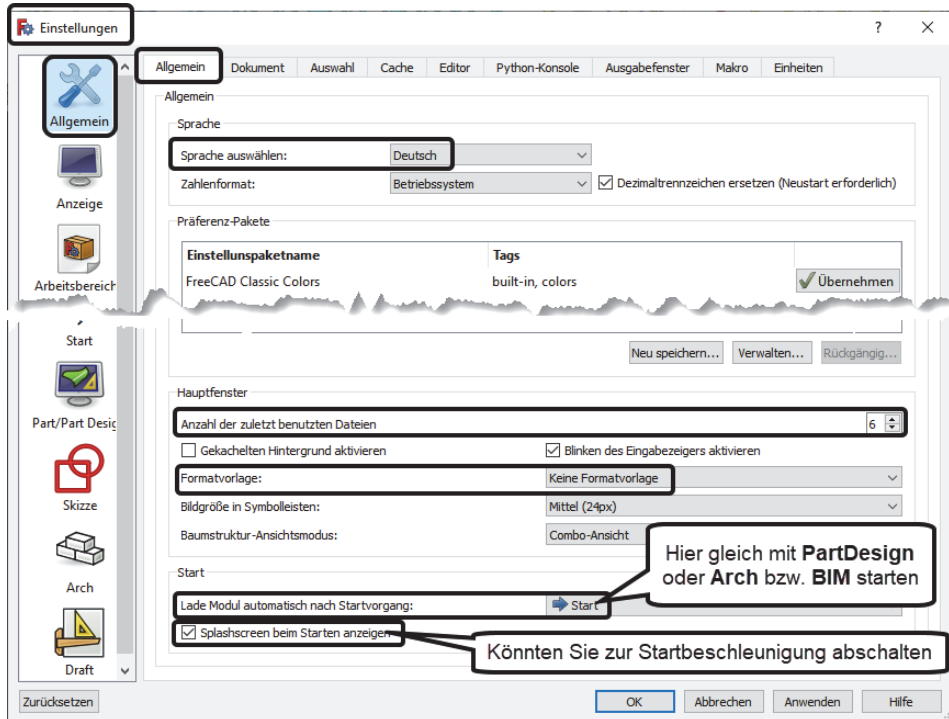 Einstellungen
?
Allgemein
Anzeige
Arbeitsbereich
Start
Part/Part Desig
Skizze
Arch
Draft
Allgemein Dokument Auswahl Cache Editor Python-Konsole Ausgabefenster Makro Einheiten
Allgemein
Sprache
Sprache auswählen: Deutsch
Zahlenformat: Betriebssystem Dezimaltrennzeichen ersetzen (Neustart erforderlich)
Präferenz-Pakete
Einstellunspaketname Tags
FreeCAD Classic Colors built-in, colors Übernehmen
Neu speichern... Verwalten... Rückgängig...
Hauptfenster
Anzahl der zuletzt benutzten Dateien 6
Gekachelten Hintergrund aktivieren Blinken des Eingabezeigers aktivieren
Formatvorlage: Keine Formatvorlage
Bildgröße in Symbolleisten: Mittel (24px)
Baumstruktur-Ansichtsmodus: Combo-Ansicht
Hier gleich mit PartDesign
oder Arch bzw. BIM starten
Start
Lade Modul automatisch nach Startvorgang: Start
Splashscreen beim Starten anzeigen
Könnten Sie zur Startbeschleunigung abschalten
Zurücksetzen OK Abbrechen Anwenden Hilfe